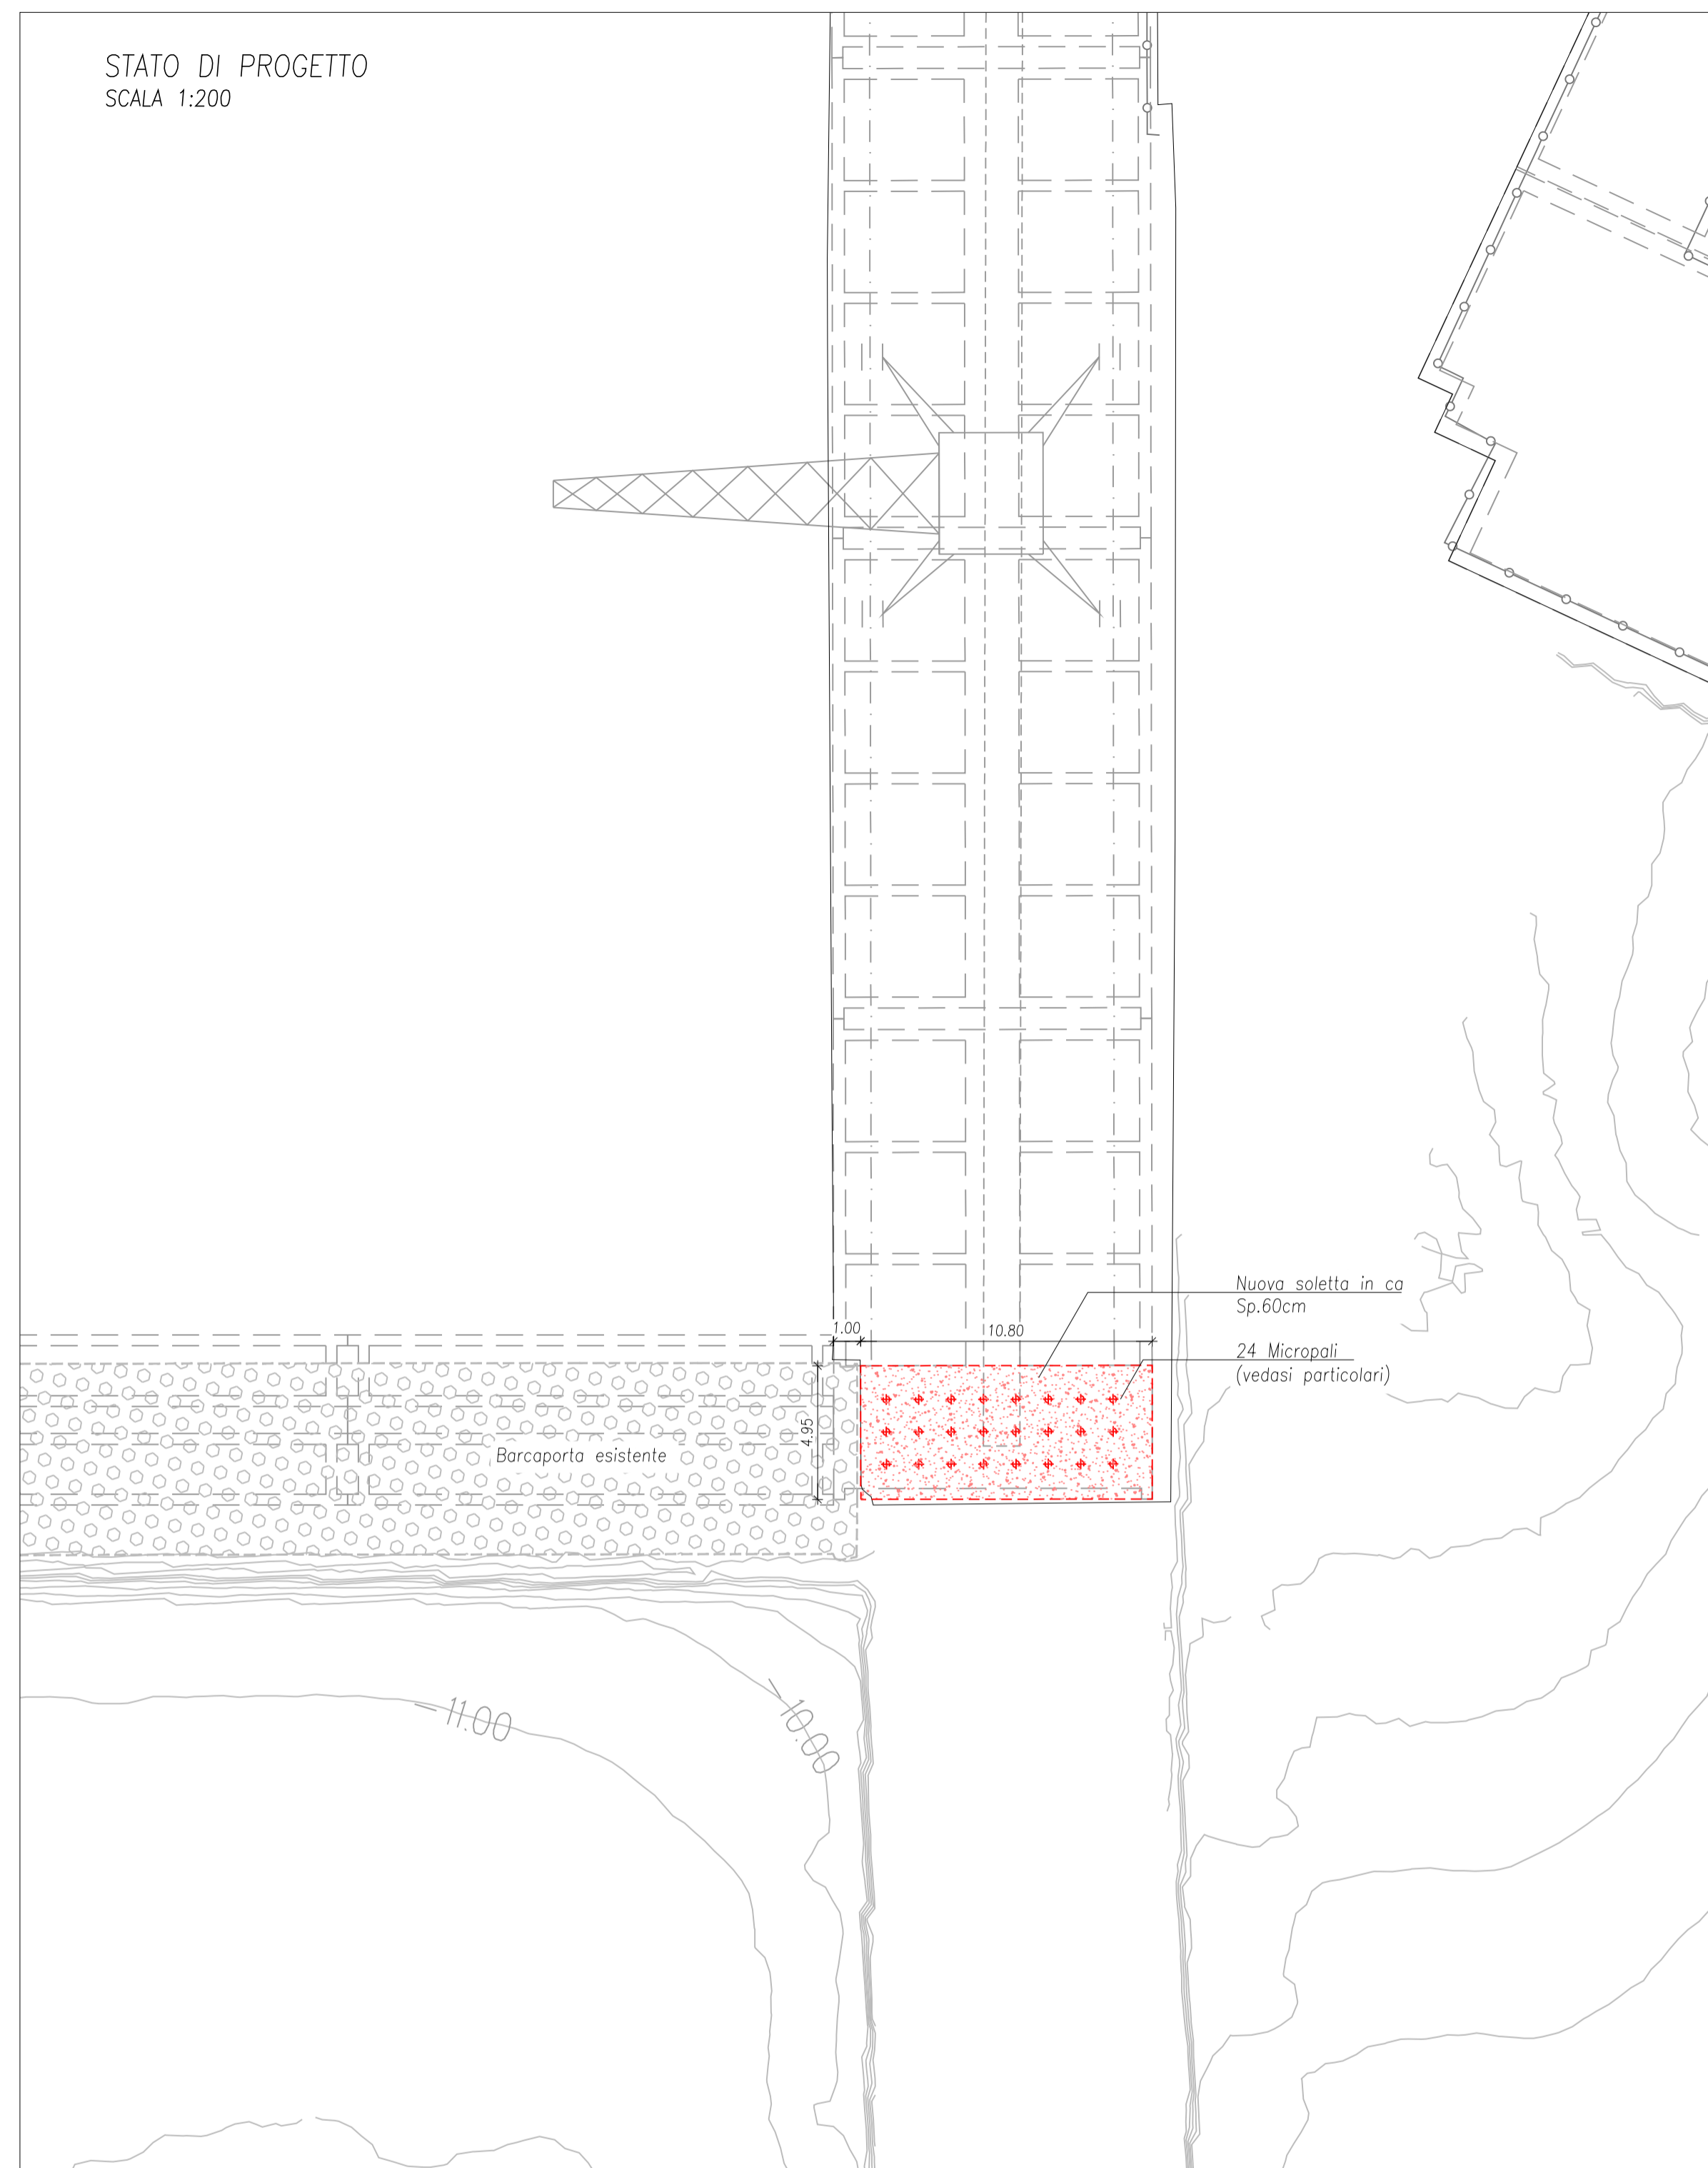 STATO DI PROGETTO
SCALA 1:200
Nuova soletta in ca
Sp.60cm
1.00
10.80
24 Micropali
(vedasi particolari)
4.95
Barcaporta esistente
-11.00
-10.00